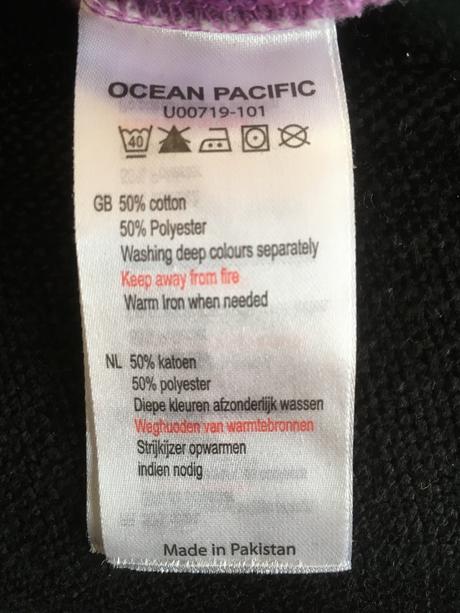 OCEAN PACIFIC
U00719-101
40
GB 50% cotton
50% Polyester
Washing deep colours separately
Keep away from fire
Warm Iron when needed
NL 50% katoen
50% polyester
Diepe kleuren afzonderlijk wassen
Weghuoden van warmtebronnen
Strijkijzer opwarmen
indien nodig
Made in Pakistan